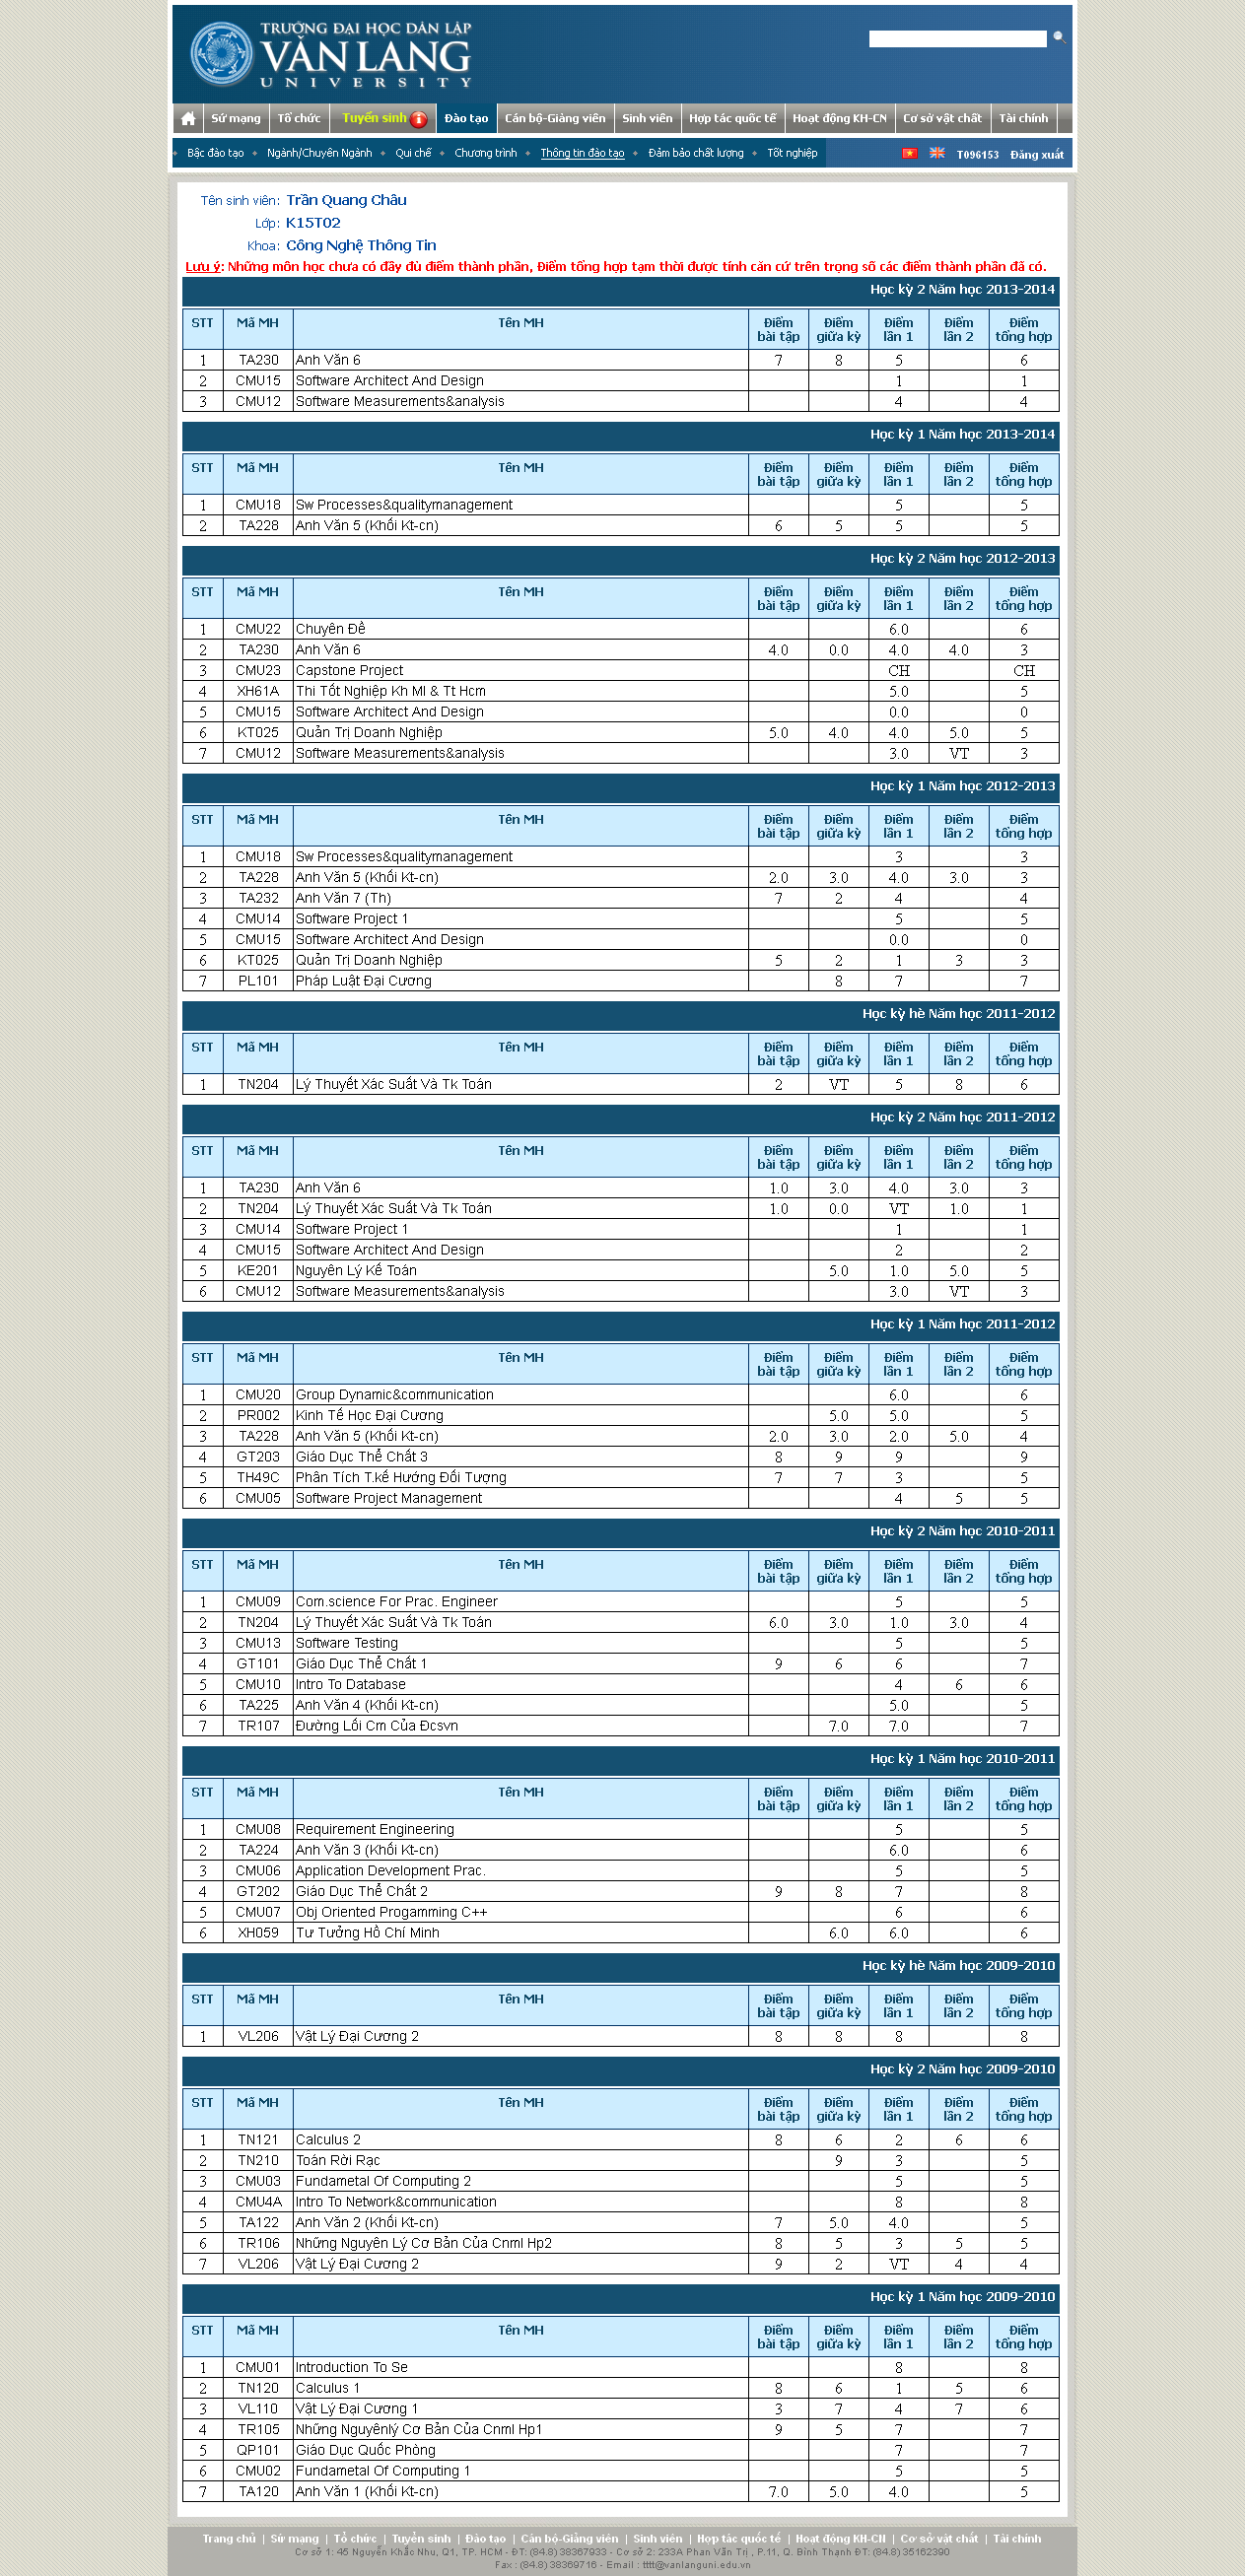 TRƯỜNG ĐẠI HỌC DÂN LẬP
VĂN LANG
UNIVERSITY
Sứ mạng Tổ chức Tuyển sinh Đào tạo Cán bộ-Giảng viên Sinh viên Hợp tác quốc tế Hoạt động KH-CN Cơ sở vật chất Tài chính
Bậc đào tạo Ngành/Chuyên Ngành Qui chế Chương trình Thông tin đào tạo Đảm bảo chất lượng Tốt nghiệp T096153 Đăng xuất
Tên sinh viên: Trần Quang Châu
Lớp: K15T02
Khoa: Công Nghệ Thông Tin
Lưu ý: Những môn học chưa có đầy đủ điểm thành phần, Điểm tổng hợp tạm thời được tính căn cứ trên trọng số các điểm thành phần đã có.
Học kỳ 2 Năm học 2013-2014
STT Mã MH Tên MH Điểm bài tập Điểm giữa kỳ Điểm lần 1 Điểm lần 2 Điểm tổng hợp
1 TA230 Anh Văn 6 7 8 5 6
2 CMU15 Software Architect And Design 1 1
3 CMU12 Software Measurements&analysis 4 4
Học kỳ 1 Năm học 2013-2014
STT Mã MH Tên MH Điểm bài tập Điểm giữa kỳ Điểm lần 1 Điểm lần 2 Điểm tổng hợp
1 CMU18 Sw Processes&qualitymanagement 5 5
2 TA228 Anh Văn 5 (Khối Kt-cn) 6 5 5 5
Học kỳ 2 Năm học 2012-2013
STT Mã MH Tên MH Điểm bài tập Điểm giữa kỳ Điểm lần 1 Điểm lần 2 Điểm tổng hợp
1 CMU22 Chuyên Đề 6.0 6
2 TA230 Anh Văn 6 4.0 0.0 4.0 4.0 3
3 CMU23 Capstone Project CH CH
4 XH61A Thi Tốt Nghiệp Kh Ml & Tt Hcm 5.0 5
5 CMU15 Software Architect And Design 0.0 0
6 KT025 Quản Trị Doanh Nghiệp 5.0 4.0 4.0 5.0 5
7 CMU12 Software Measurements&analysis 3.0 VT 3
Học kỳ 1 Năm học 2012-2013
STT Mã MH Tên MH Điểm bài tập Điểm giữa kỳ Điểm lần 1 Điểm lần 2 Điểm tổng hợp
1 CMU18 Sw Processes&qualitymanagement 3 3
2 TA228 Anh Văn 5 (Khối Kt-cn) 2.0 3.0 4.0 3.0 3
3 TA232 Anh Văn 7 (Th) 7 2 4 4
4 CMU14 Software Project 1 5 5
5 CMU15 Software Architect And Design 0.0 0
6 KT025 Quản Trị Doanh Nghiệp 5 2 1 3 3
7 PL101 Pháp Luật Đại Cương 8 7 7
Học kỳ hè Năm học 2011-2012
STT Mã MH Tên MH Điểm bài tập Điểm giữa kỳ Điểm lần 1 Điểm lần 2 Điểm tổng hợp
1 TN204 Lý Thuyết Xác Suất Và Tk Toán 2 VT 5 8 6
Học kỳ 2 Năm học 2011-2012
STT Mã MH Tên MH Điểm bài tập Điểm giữa kỳ Điểm lần 1 Điểm lần 2 Điểm tổng hợp
1 TA230 Anh Văn 6 1.0 3.0 4.0 3.0 3
2 TN204 Lý Thuyết Xác Suất Và Tk Toán 1.0 0.0 VT 1.0 1
3 CMU14 Software Project 1 1 1
4 CMU15 Software Architect And Design 2 2
5 KE201 Nguyên Lý Kế Toán 5.0 1.0 5.0 5
6 CMU12 Software Measurements&analysis 3.0 VT 3
Học kỳ 1 Năm học 2011-2012
STT Mã MH Tên MH Điểm bài tập Điểm giữa kỳ Điểm lần 1 Điểm lần 2 Điểm tổng hợp
1 CMU20 Group Dynamic&communication 6.0 6
2 PR002 Kinh Tế Học Đại Cương 5.0 5.0 5
3 TA228 Anh Văn 5 (Khối Kt-cn) 2.0 3.0 2.0 5.0 4
4 GT203 Giáo Dục Thể Chất 3 8 9 9 9
5 TH49C Phân Tích T.kế Hướng Đối Tượng 7 7 3 5
6 CMU05 Software Project Management 4 5 5
Học kỳ 2 Năm học 2010-2011
STT Mã MH Tên MH Điểm bài tập Điểm giữa kỳ Điểm lần 1 Điểm lần 2 Điểm tổng hợp
1 CMU09 Com.science For Prac. Engineer 5 5
2 TN204 Lý Thuyết Xác Suất Và Tk Toán 6.0 3.0 1.0 3.0 4
3 CMU13 Software Testing 5 5
4 GT101 Giáo Dục Thể Chất 1 9 6 6 7
5 CMU10 Intro To Database 4 6 6
6 TA225 Anh Văn 4 (Khối Kt-cn) 5.0 5
7 TR107 Đường Lối Cm Của Đcsvn 7.0 7.0 7
Học kỳ 1 Năm học 2010-2011
STT Mã MH Tên MH Điểm bài tập Điểm giữa kỳ Điểm lần 1 Điểm lần 2 Điểm tổng hợp
1 CMU08 Requirement Engineering 5 5
2 TA224 Anh Văn 3 (Khối Kt-cn) 6.0 6
3 CMU06 Application Development Prac. 5 5
4 GT202 Giáo Dục Thể Chất 2 9 8 7 8
5 CMU07 Obj Oriented Progamming C++ 6 6
6 XH059 Tư Tưởng Hồ Chí Minh 6.0 6.0 6
Học kỳ hè Năm học 2009-2010
STT Mã MH Tên MH Điểm bài tập Điểm giữa kỳ Điểm lần 1 Điểm lần 2 Điểm tổng hợp
1 VL206 Vật Lý Đại Cương 2 8 8 8 8
Học kỳ 2 Năm học 2009-2010
STT Mã MH Tên MH Điểm bài tập Điểm giữa kỳ Điểm lần 1 Điểm lần 2 Điểm tổng hợp
1 TN121 Calculus 2 8 6 2 6 6
2 TN210 Toán Rời Rạc 9 3 5
3 CMU03 Fundametal Of Computing 2 5 5
4 CMU4A Intro To Network&communication 8 8
5 TA122 Anh Văn 2 (Khối Kt-cn) 7 5.0 4.0 5
6 TR106 Những Nguyên Lý Cơ Bản Của Cnml Hp2 8 5 3 5 5
7 VL206 Vật Lý Đại Cương 2 9 2 VT 4 4
Học kỳ 1 Năm học 2009-2010
STT Mã MH Tên MH Điểm bài tập Điểm giữa kỳ Điểm lần 1 Điểm lần 2 Điểm tổng hợp
1 CMU01 Introduction To Se 8 8
2 TN120 Calculus 1 8 6 1 5 6
3 VL110 Vật Lý Đại Cương 1 3 7 4 7 6
4 TR105 Những Nguyênlý Cơ Bản Của Cnml Hp1 9 5 7 7
5 QP101 Giáo Dục Quốc Phòng 7 7
6 CMU02 Fundametal Of Computing 1 5 5
7 TA120 Anh Văn 1 (Khối Kt-cn) 7.0 5.0 4.0 5
Trang chủ | Sứ mạng | Tổ chức | Tuyển sinh | Đào tạo | Cán bộ-Giảng viên | Sinh viên | Hợp tác quốc tế | Hoạt động KH-CN | Cơ sở vật chất | Tài chính
Cơ sở 1: 45 Nguyễn Khắc Nhu, Q1, TP. HCM - ĐT: (84.8) 38367933 - Cơ sở 2: 233A Phan Văn Trị , P.11, Q. Bình Thạnh ĐT: (84.8) 35162390
Fax : (84.8) 38369716 - Email : tttt@vanlanguni.edu.vn